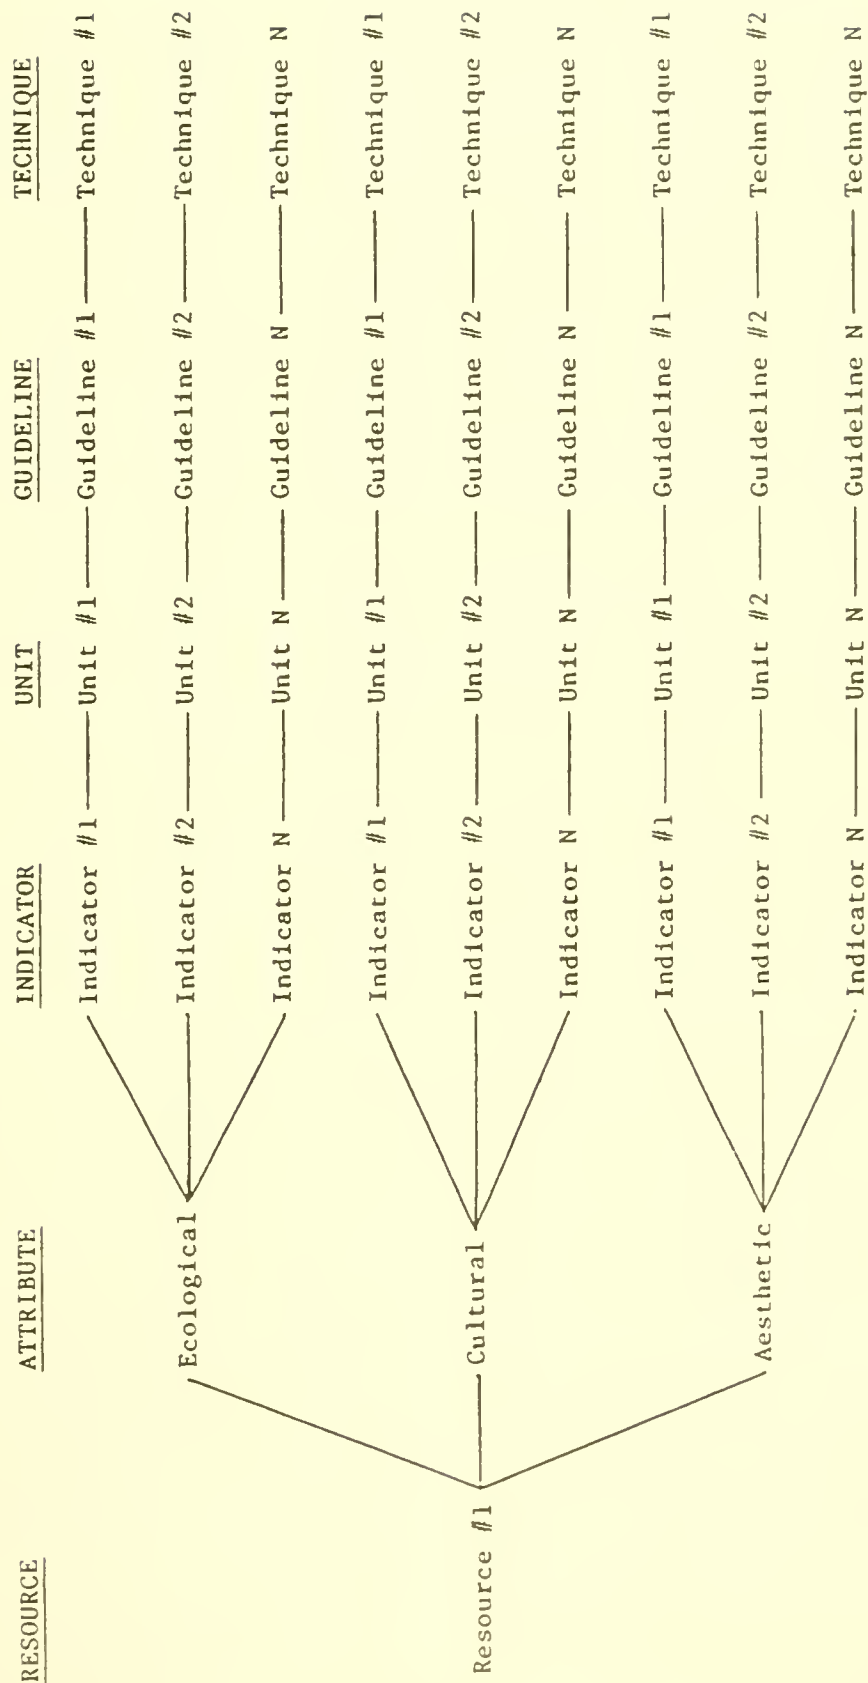 RESOURCE ATTRIBUTE INDICATOR UNIT GUIDELINE TECHNIQUE
Indicator #1 Unit #1 Guideline #1 Technique #1
Ecological Indicator #2 Unit #2 Guideline #2 Technique #2
Indicator N Unit N Guideline N Technique N
Indicator #1 Unit #1 Guideline #1 Technique #1
Resource #1 Cultural Indicator #2 Unit #2 Guideline #2 Technique #2
Indicator N Unit N Guideline N Technique N
Indicator #1 Unit #1 Guideline #1 Technique #1
Aesthetic Indicator #2 Unit #2 Guideline #2 Technique #2
Indicator N Unit N Guideline N Technique N